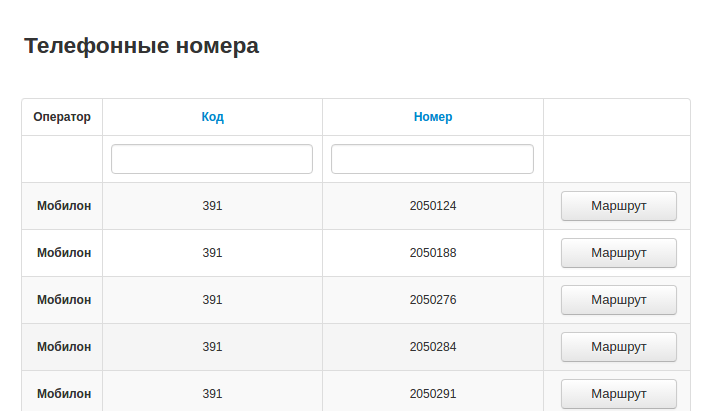 Телефонные номера
Оператор Код Номер
Мобилон 391 2050124 Маршрут
Мобилон 391 2050188 Маршрут
Мобилон 391 2050276 Маршрут
Мобилон 391 2050284 Маршрут
Мобилон 391 2050291 Маршрут